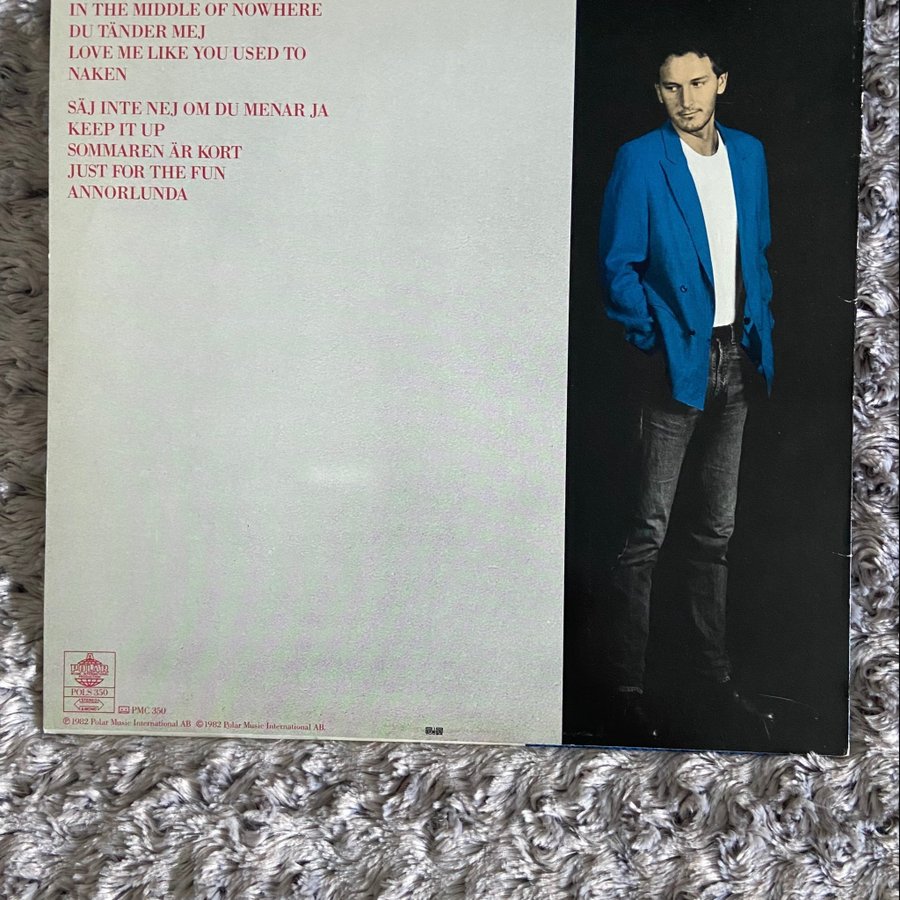 IN THE MIDDLE OF NOWHERE
DU TÄNDER MEJ
LOVE ME LIKE YOU USED TO
NAKEN
SÄJ INTE NEJ OM DU MENAR JA
KEEP IT UP
SOMMAREN ÄR KORT
JUST FOR THE FUN
ANNORLUNDA
POLAR
POLS 350
STEREO
PMC 350
℗ 1982 Polar Music International AB © 1982 Polar Music International AB.